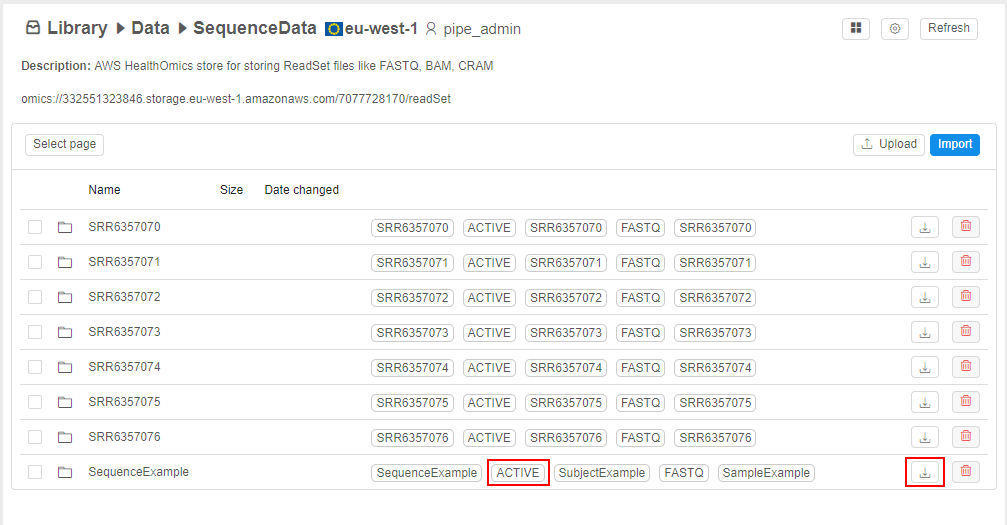 Library Data SequenceData eu-west-1 pipe_admin Refresh
Description: AWS HealthOmics store for storing ReadSet files like FASTQ, BAM, CRAM
omics://332551323846.storage.eu-west-1.amazonaws.com/7077728170/readSet
Select page Upload Import
Name Size Date changed
SRR6357070 SRR6357070 ACTIVE SRR6357070 FASTQ SRR6357070
SRR6357071 SRR6357071 ACTIVE SRR6357071 FASTQ SRR6357071
SRR6357072 SRR6357072 ACTIVE SRR6357072 FASTQ SRR6357072
SRR6357073 SRR6357073 ACTIVE SRR6357073 FASTQ SRR6357073
SRR6357074 SRR6357074 ACTIVE SRR6357074 FASTQ SRR6357074
SRR6357075 SRR6357075 ACTIVE SRR6357075 FASTQ SRR6357075
SRR6357076 SRR6357076 ACTIVE SRR6357076 FASTQ SRR6357076
SequenceExample SequenceExample ACTIVE SubjectExample FASTQ SampleExample